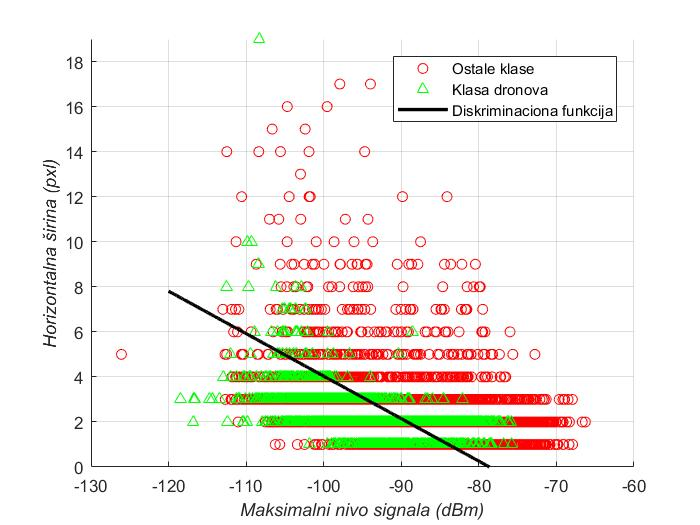 Ostale klase
Klasa dronova
Diskriminaciona funkcija
Horizontalna širina (pxl)
18
16
14
12
10
8
6
4
2
0
-130 -120 -110 -100 -90 -80 -70 -60
Maksimalni nivo signala (dBm)